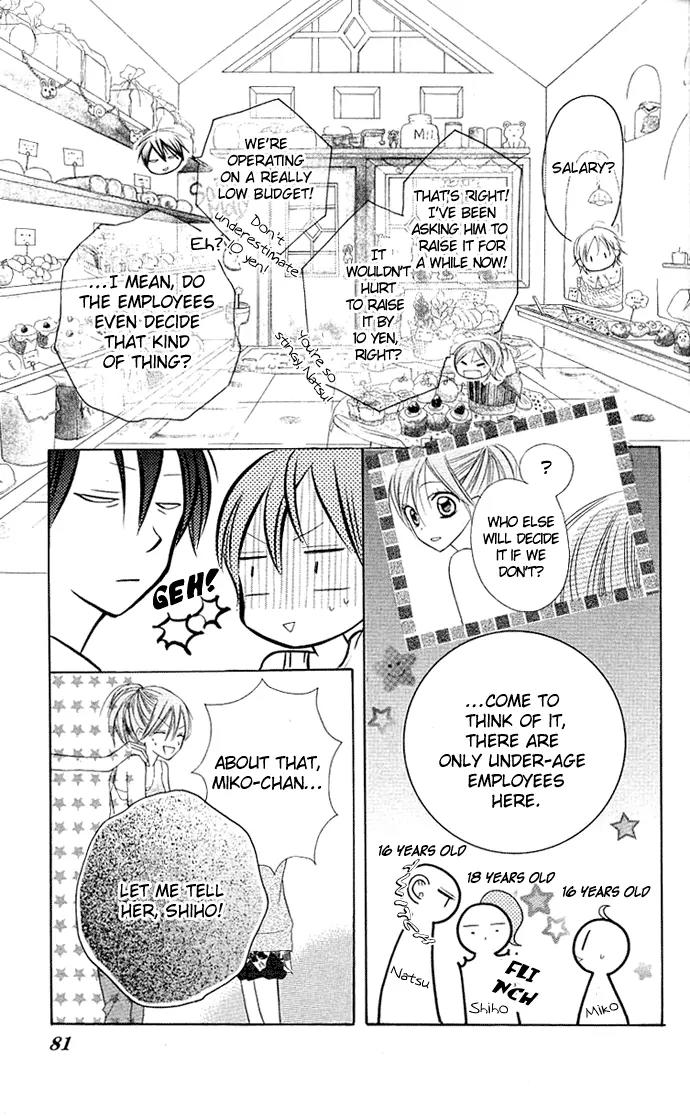 SALARY?
THAT'S RIGHT!
I'VE BEEN
ASKING HIM TO
RAISE IT FOR
A WHILE NOW!
IT
WOULDN'T
HURT
TO RAISE
IT BY
10 YEN,
RIGHT?
You're so
stingy, Natsu!
WE'RE
OPERATING
ON A REALLY
LOW BUDGET!
Don't
underestimate
10 yen!
Eh?
...I MEAN, DO
THE EMPLOYEES
EVEN DECIDE
THAT KIND
OF THING?
?
WHO ELSE
WILL DECIDE
IT IF WE
DON'T?
GEH!
...COME TO
THINK OF IT,
THERE ARE
ONLY UNDER-AGE
EMPLOYEES
HERE.
16 YEARS OLD
18 YEARS OLD
16 YEARS OLD
Natsu
Shiho
FLI
NCH
Miko
ABOUT THAT,
MIKO-CHAN...
LET ME TELL
HER, SHIHO!
81